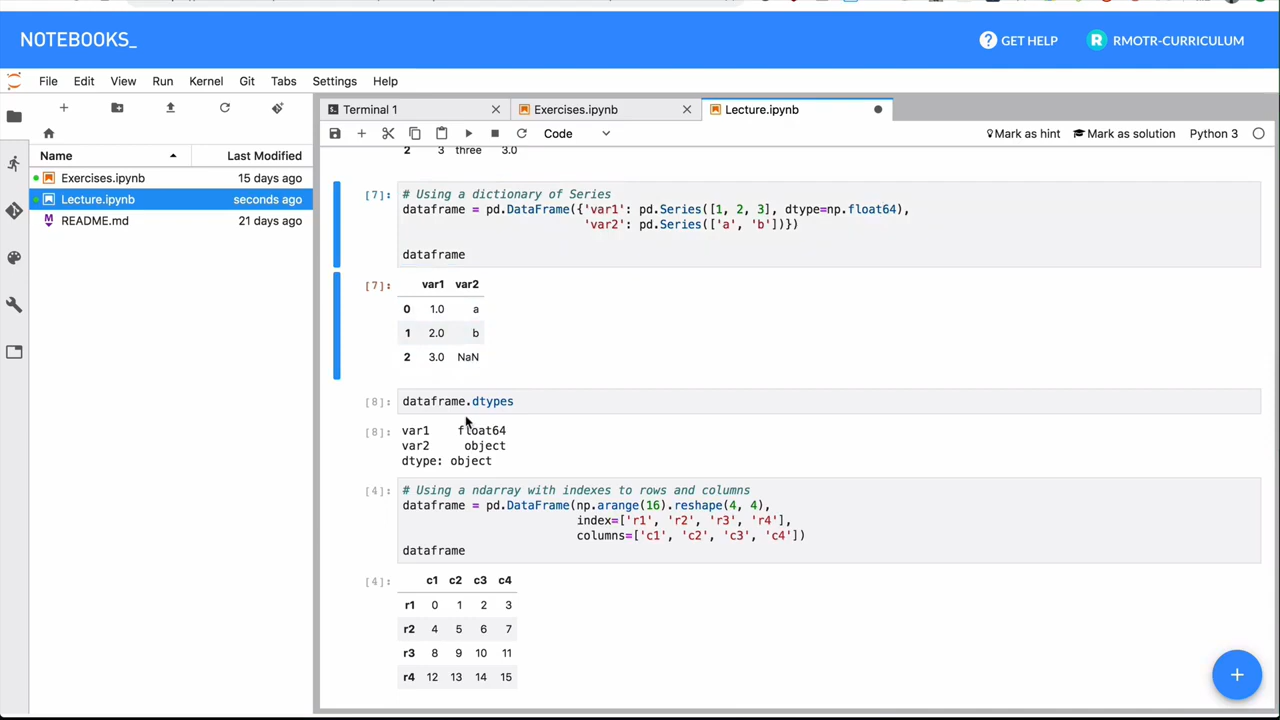 NOTEBOOKS_
GET HELP
R RMOTR-CURRICULUM
File Edit View Run Kernel Git Tabs Settings Help
Terminal 1
Exercises.ipynb
Lecture.ipynb
Code
Mark as hint
Mark as solution
Python 3
Name Last Modified
Exercises.ipynb 15 days ago
Lecture.ipynb seconds ago
README.md 21 days ago
2 3 three 3.0
[7]: # Using a dictionary of Series
dataframe = pd.DataFrame({'var1': pd.Series([1, 2, 3], dtype=np.float64),
'var2': pd.Series(['a', 'b'])})
dataframe
[7]: var1 var2
0 1.0 a
1 2.0 b
2 3.0 NaN
[8]: dataframe.dtypes
[8]: var1 float64
var2 object
dtype: object
[4]: # Using a ndarray with indexes to rows and columns
dataframe = pd.DataFrame(np.arange(16).reshape(4, 4),
index=['r1', 'r2', 'r3', 'r4'],
columns=['c1', 'c2', 'c3', 'c4'])
dataframe
[4]: c1 c2 c3 c4
r1 0 1 2 3
r2 4 5 6 7
r3 8 9 10 11
r4 12 13 14 15